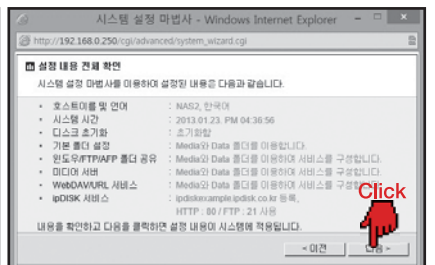 시스템 설정 마법사 - Windows Internet Explorer
http://192.168.0.250/cgi/advanced/system_wizard.cgi
설정 내용 전체 확인
시스템 설정 마법사를 이용하여 설정된 내용은 다음과 같습니다.
• 호스트이름 및 언어 : NAS2, 한국어
• 시스템 시간 : 2013.01.23. PM 04:38:56
• 디스크 초기화 : 초기화함
• 기본 폴더 설정 : Media와 Data 폴더를 이용합니다.
• 윈도우/FTP/AFP 폴더 공유 : Media와 Data 폴더를 이용하여 서비스를 구성합니다.
• 미디어 서버 : Media와 Data 폴더를 이용하여 서비스를 구성합니다.
• WebDAV/URL 서비스 : Media와 Data 폴더를 이용하여 서비스를 구성합니다.
• ipDISK 서비스 : ipdiskexample.ipdisk.co.kr 등록,
HTTP : 80 / FTP : 21 사용
Click
내용을 확인하고 다음을 클릭하면 설정 내용이 시스템에 적용됩니다.
< 이전
다음 >